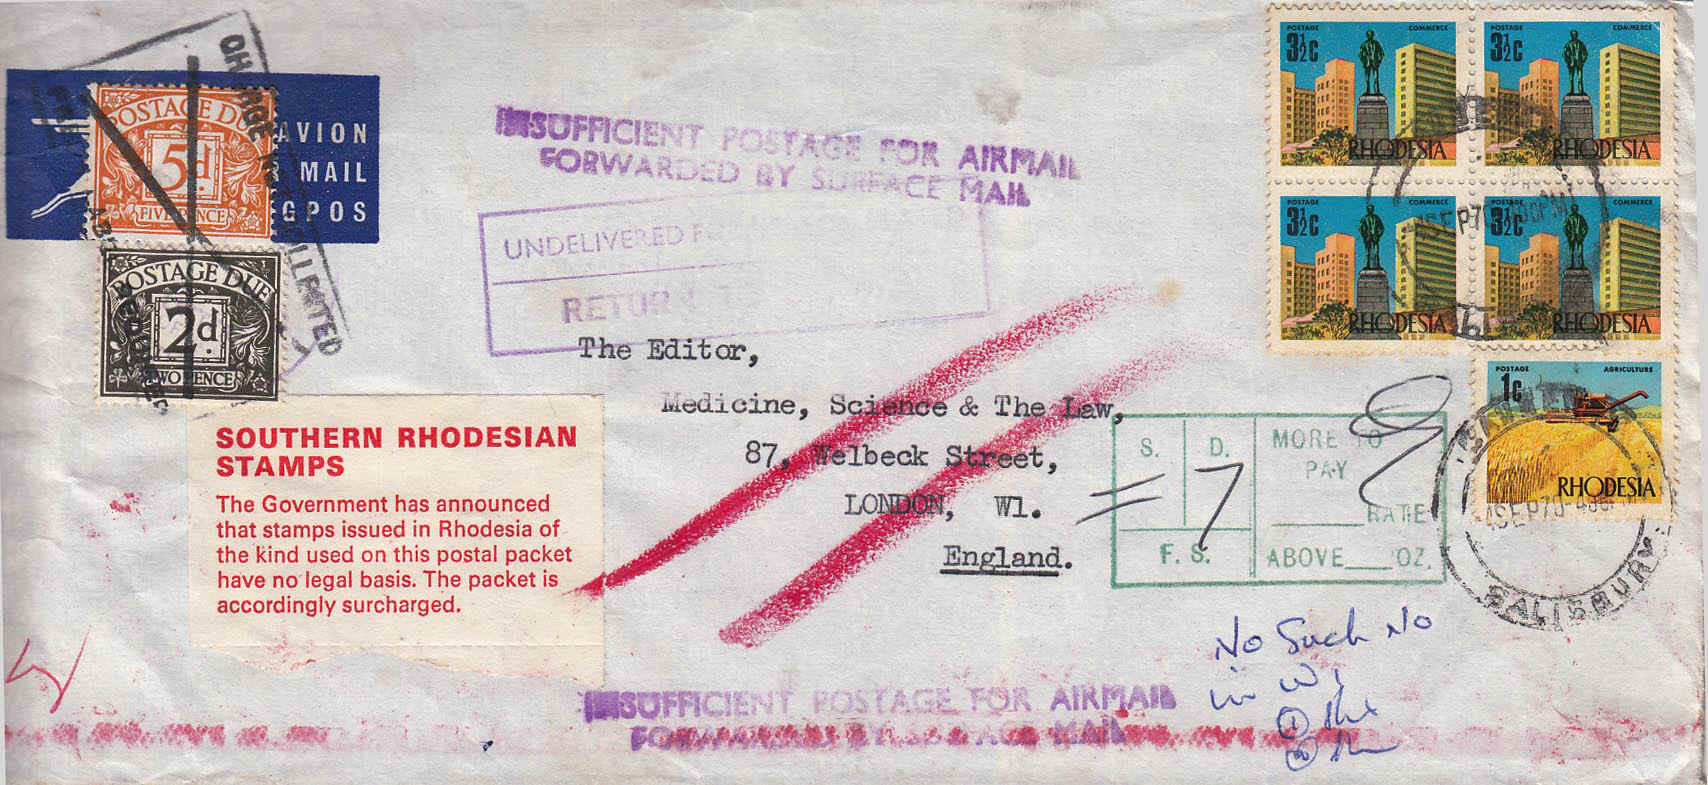 AVION
MAIL
GPOS
POSTAGE DUE
5d
FIVE PENCE
POSTAGE DUE
2d
TWO PENCE
INSUFFICIENT POSTAGE FOR AIRMAIL
FORWARDED BY SURFACE MAIL
UNDELIVERED F
RETURN
POSTAGE COMMERCE
3½c
RHODESIA
POSTAGE COMMERCE
3½c
RHODESIA
POSTAGE COMMERCE
3½c
RHODESIA
POSTAGE COMMERCE
3½c
RHODESIA
POSTAGE AGRICULTURE
1c
RHODESIA
SALISBURY
The Editor,
Medicine, Science & The Law,
87, Welbeck Street,
LONDON, W1.
England.
SOUTHERN RHODESIAN
STAMPS
The Government has announced
that stamps issued in Rhodesia of
the kind used on this postal packet
have no legal basis. The packet is
accordingly surcharged.
S. D. MORE TO
PAY
= 7
RATE
F. S. ABOVE OZ.
No Such No
in W1
INSUFFICIENT POSTAGE FOR AIRMAIL
FORWARDED BY SURFACE MAIL